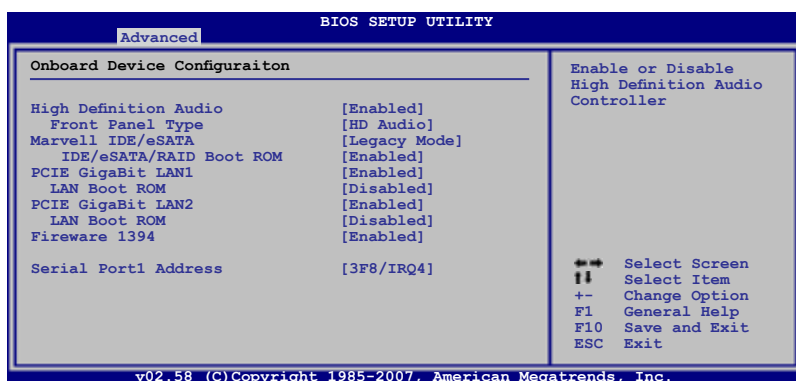 BIOS SETUP UTILITY
Advanced
Onboard Device Configuraiton
High Definition Audio [Enabled]
Front Panel Type [HD Audio]
Marvell IDE/eSATA [Legacy Mode]
IDE/eSATA/RAID Boot ROM [Enabled]
PCIE GigaBit LAN1 [Enabled]
LAN Boot ROM [Disabled]
PCIE GigaBit LAN2 [Enabled]
LAN Boot ROM [Disabled]
Fireware 1394 [Enabled]
Serial Port1 Address [3F8/IRQ4]
Enable or Disable
High Definition Audio
Controller
←→ Select Screen
↑↓ Select Item
+- Change Option
F1 General Help
F10 Save and Exit
ESC Exit
v02.58 (C)Copyright 1985-2007, American Megatrends, Inc.